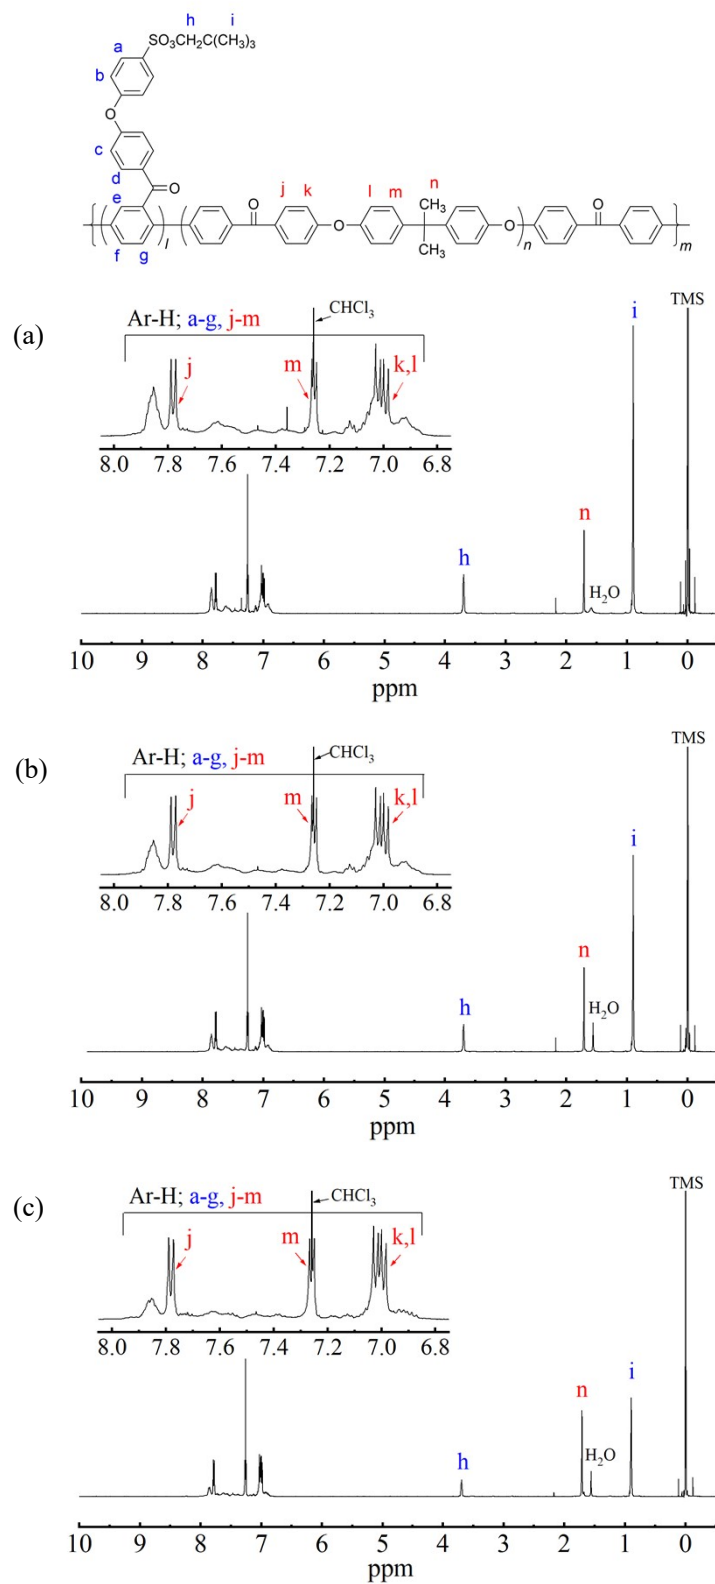 h i
a SO3CH2C(CH3)3
b
O
c
d
O
e j k l m n CH3
O
O
CH3
O
O
l n m
f g
(a)
Ar-H; a-g, j-m
CHCl3
TMS
i
j m k,l
8.0 7.8 7.6 7.4 7.2 7.0 6.8
n
h
H2O
10 9 8 7 6 5 4 3 2 1 0
ppm
(b)
Ar-H; a-g, j-m
CHCl3
TMS
j m k,l
i
8.0 7.8 7.6 7.4 7.2 7.0 6.8
n
h
H2O
10 9 8 7 6 5 4 3 2 1 0
ppm
(c)
Ar-H; a-g, j-m
CHCl3
TMS
j m k,l
8.0 7.8 7.6 7.4 7.2 7.0 6.8
n i
h
H2O
10 9 8 7 6 5 4 3 2 1 0
ppm